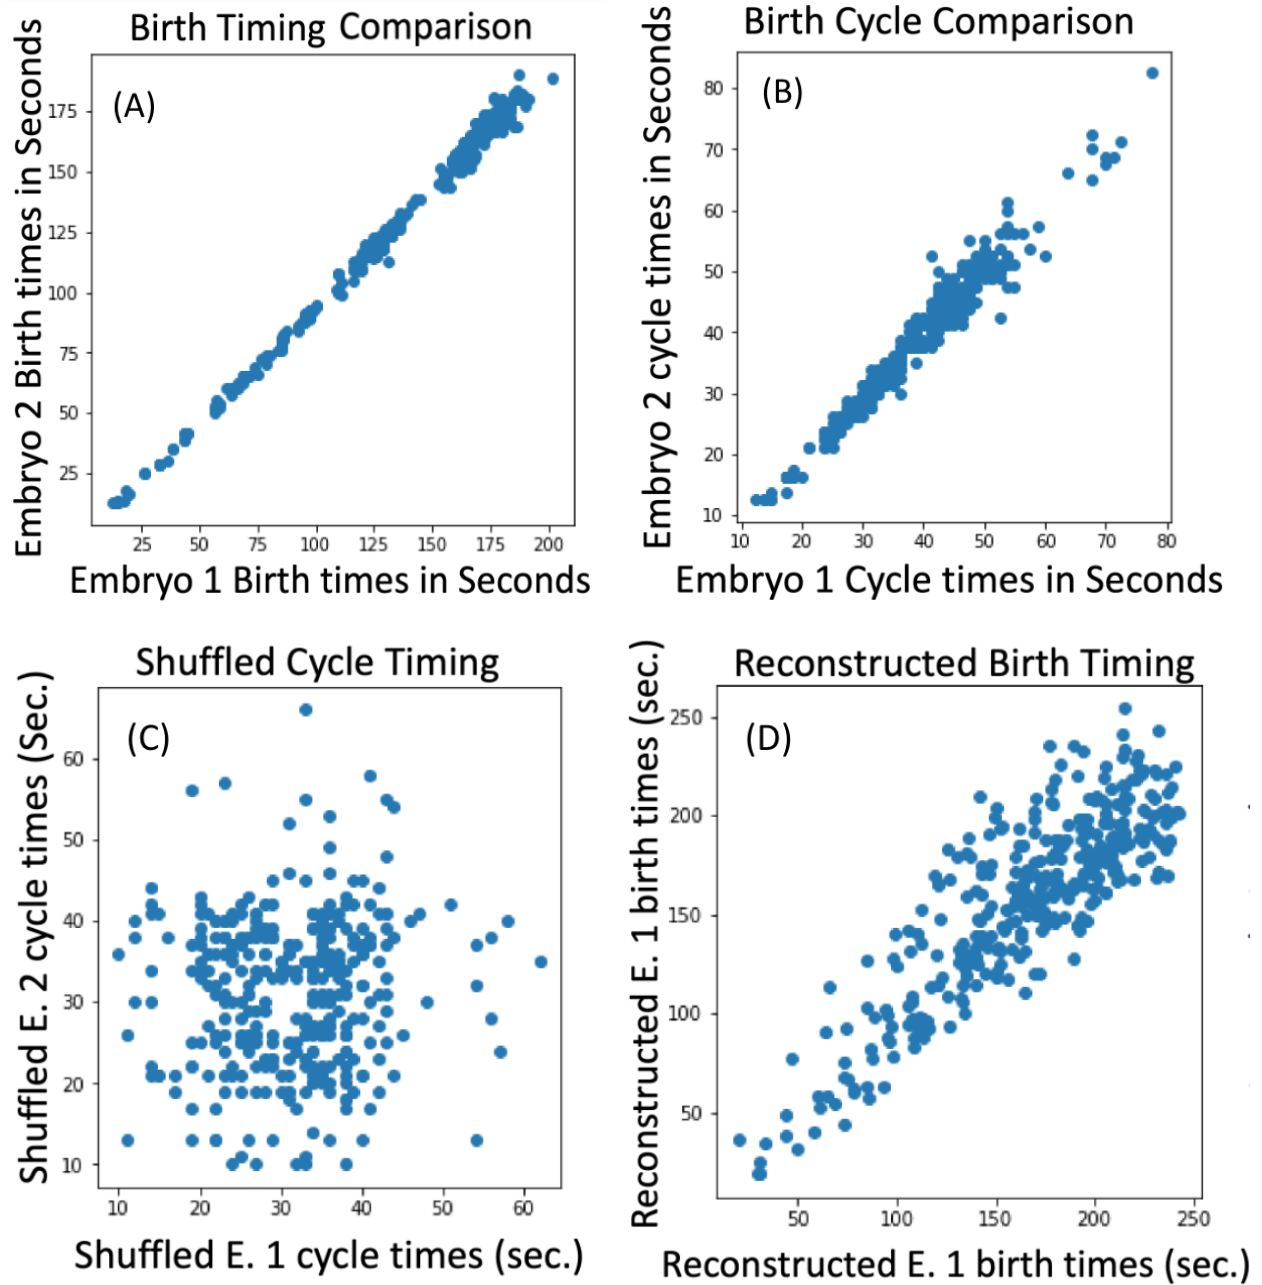 Birth Timing Comparison
(A)
Embryo 2 Birth times in Seconds
175
150
125
100
75
50
25
25 50 75 100 125 150 175 200
Embryo 1 Birth times in Seconds
Birth Cycle Comparison
(B)
Embryo 2 cycle times in Seconds
80
70
60
50
40
30
20
10
10 20 30 40 50 60 70 80
Embryo 1 Cycle times in Seconds
Shuffled Cycle Timing
(C)
Shuffled E. 2 cycle times (Sec.)
60
50
40
30
20
10
10 20 30 40 50 60
Shuffled E. 1 cycle times (sec.)
Reconstructed Birth Timing
(D)
Reconstructed E. 1 birth times (sec.)
250
200
150
100
50
50 100 150 200 250
Reconstructed E. 1 birth times (sec.)